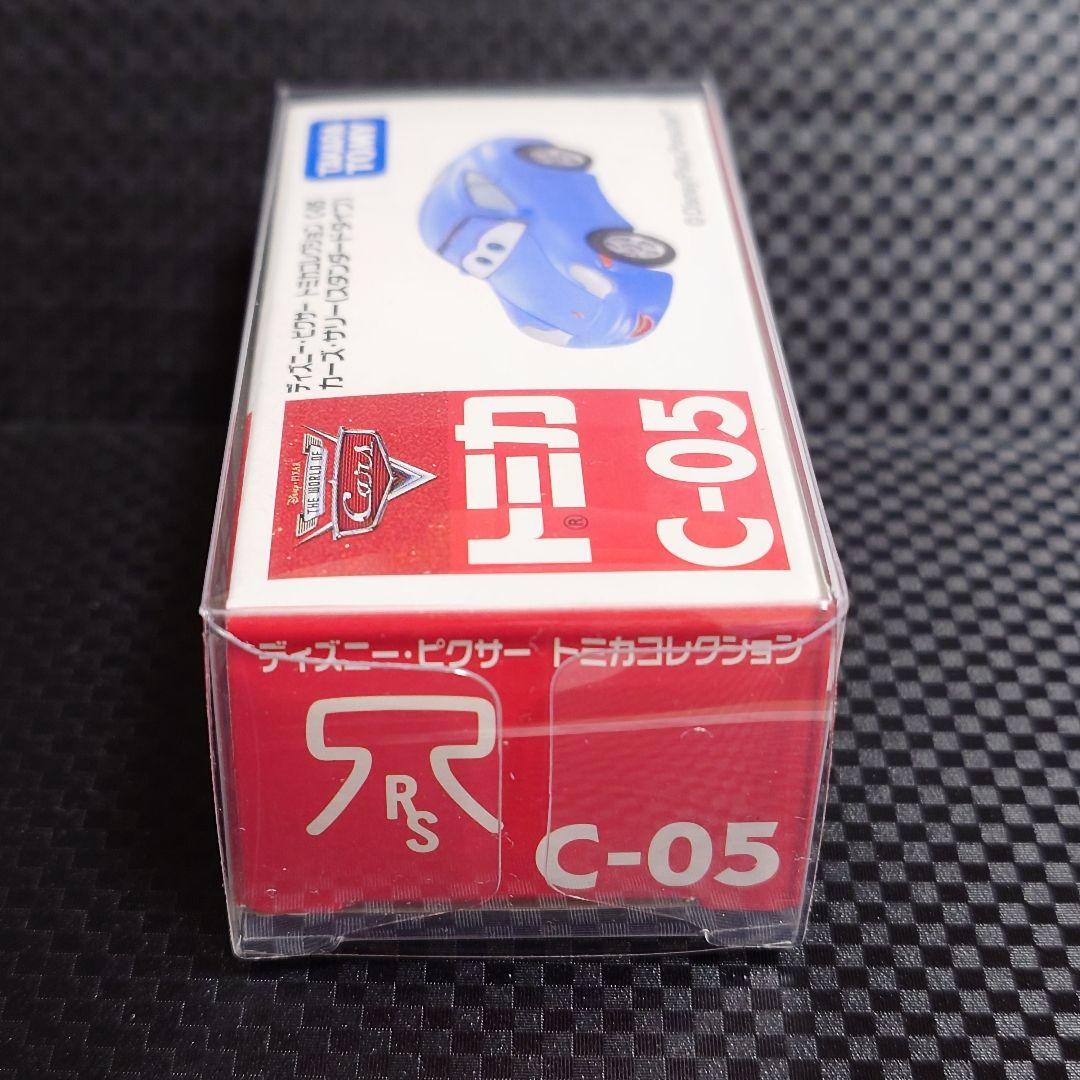 TAKARA TOMY
ディズニー・ピクサー トミカコレクション C-05
カーズ・サリー(スタンダードタイプ)
Disney・PIXAR
THE WORLD OF
Cars
トミカ®
C-05
ディズニー・ピクサー トミカコレクション
RS
C-05